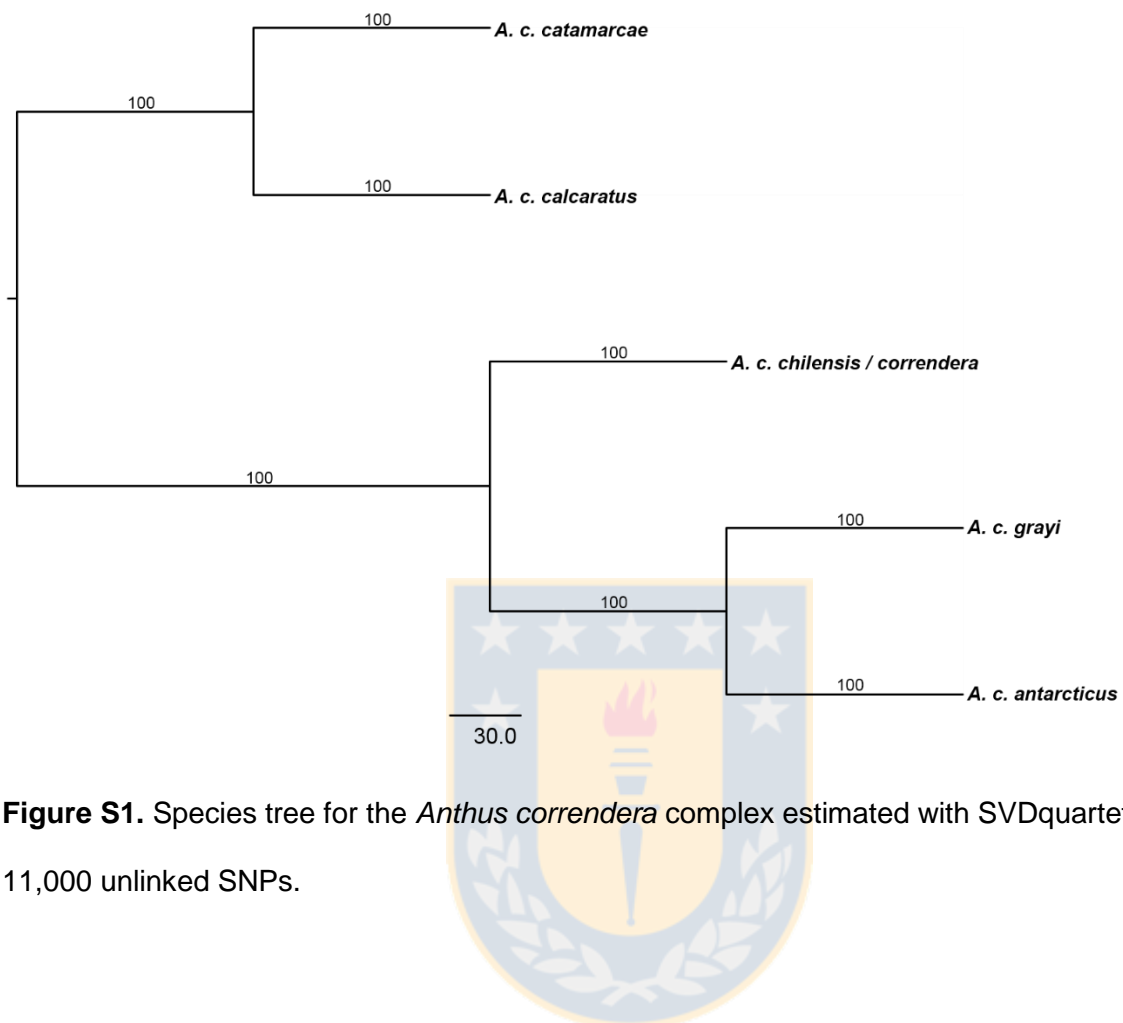 100
A. c. catamarcae
100
100
A. c. calcaratus
100
A. c. chilensis / correndera
100
100
A. c. grayi
100
100
A. c. antarcticus
30.0
Figure S1. Species tree for the Anthus correndera complex estimated with SVDquartet
11,000 unlinked SNPs.